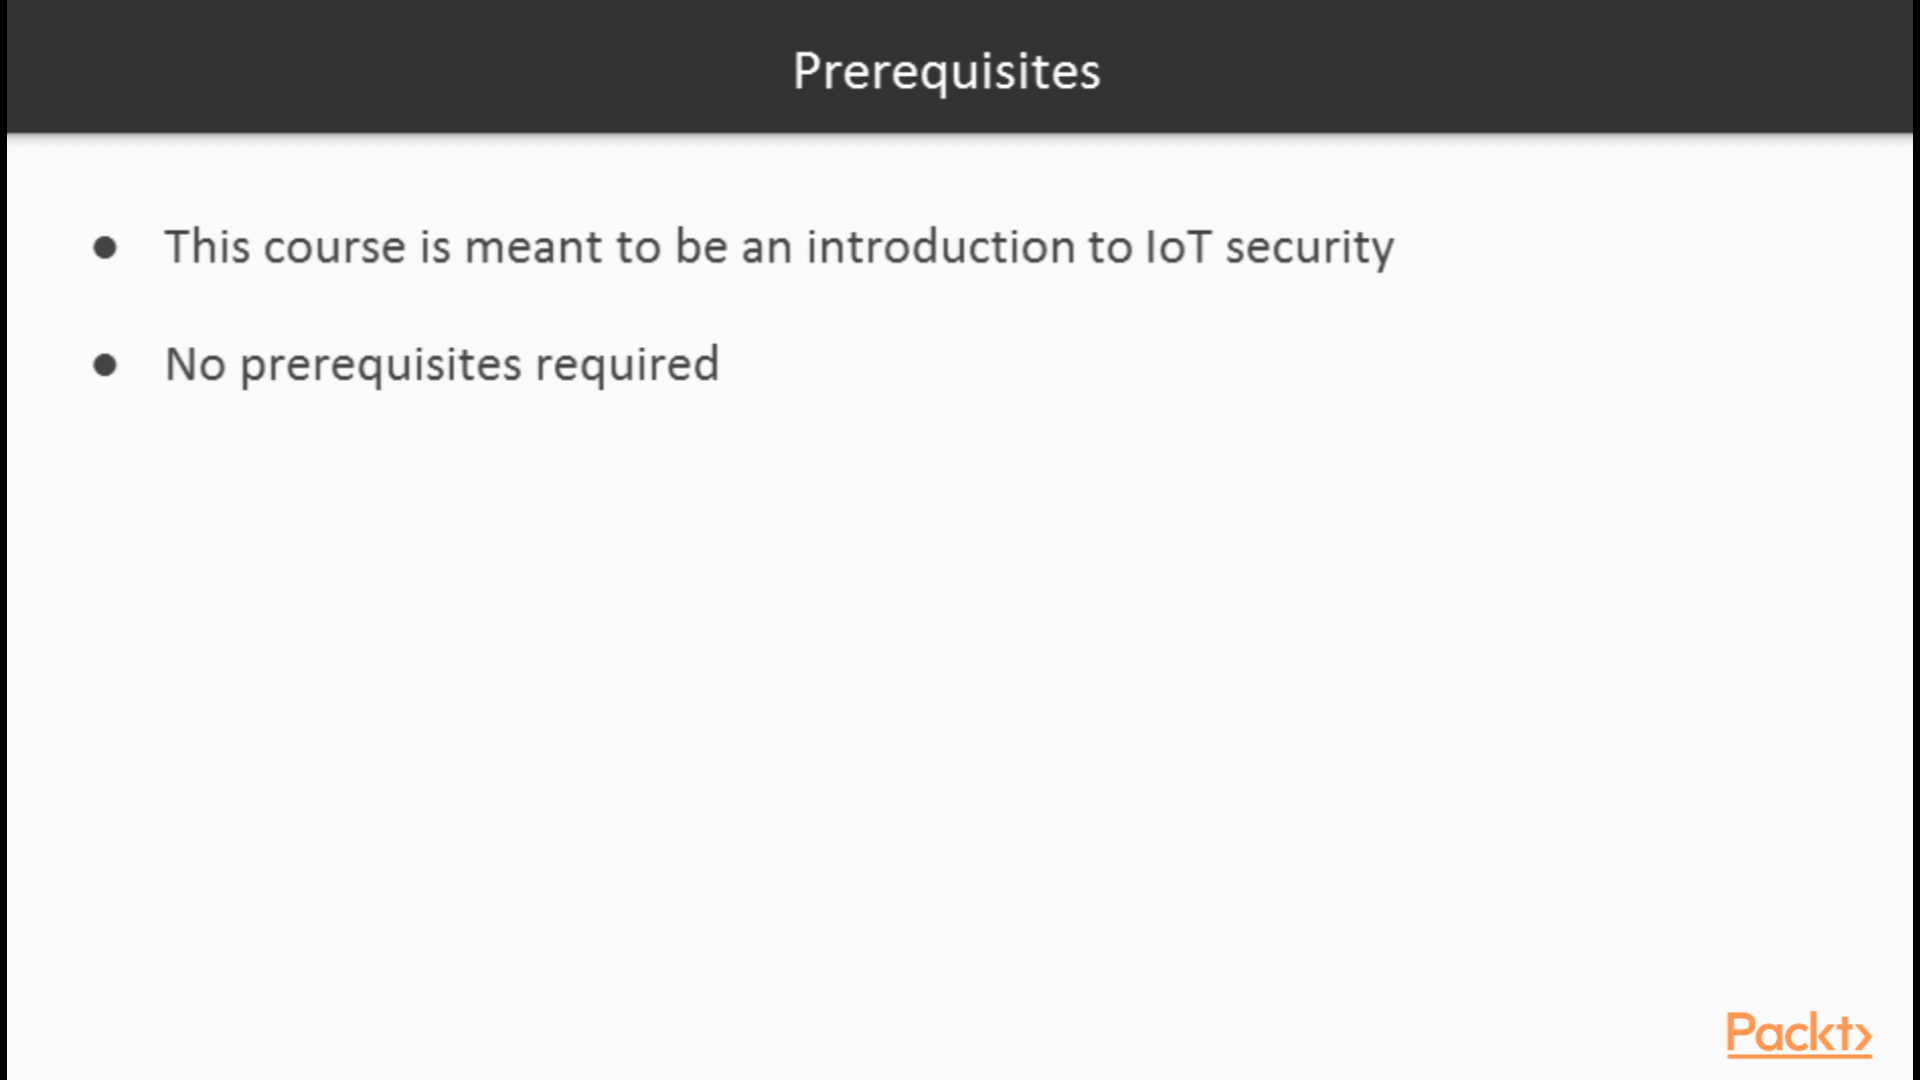 Prerequisites
● This course is meant to be an introduction to IoT security
● No prerequisites required
Packt>